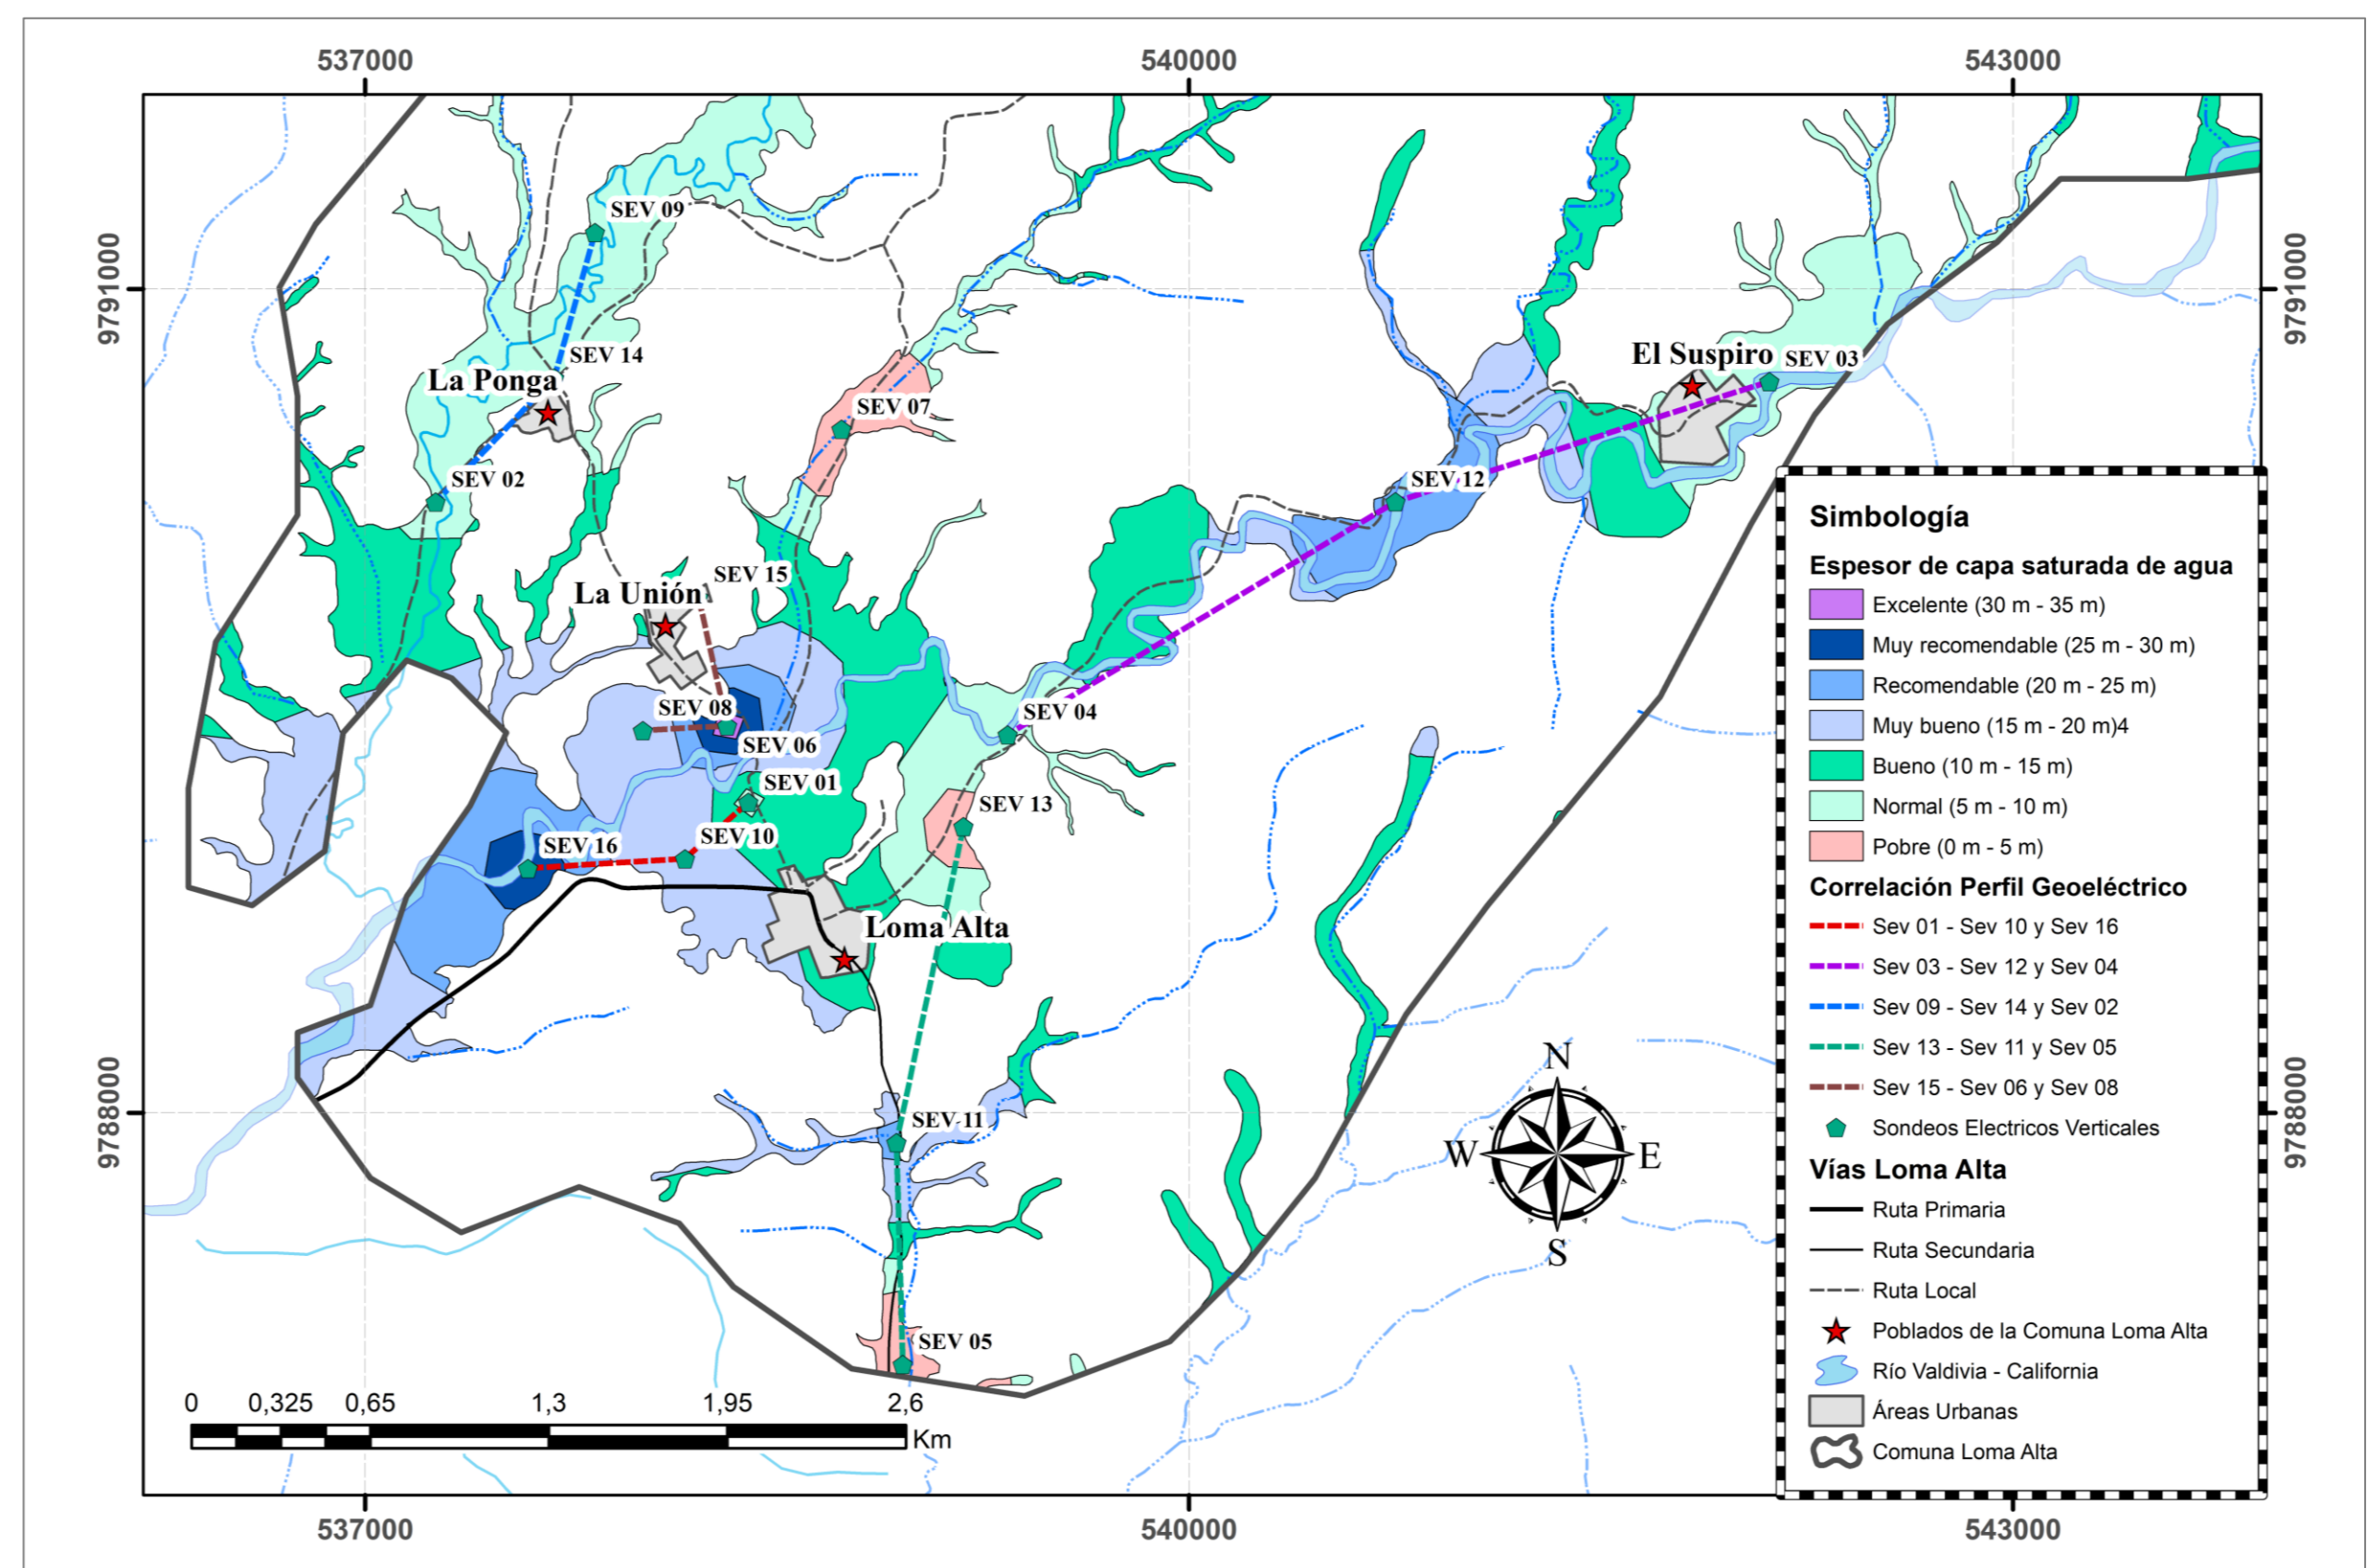 537000 540000 543000
SEV 09
9791000 9791000
SEV 14
La Ponga
El Suspiro SEV 03
SEV 07
SEV 02
SEV 12
SEV 15
La Unión
SEV 08
SEV 04
SEV 06
SEV 01
SEV 13
SEV 10
SEV 16
Loma Alta
SEV 11
9788000 9788000
SEV 05
N
W E
S
Simbología
Espesor de capa saturada de agua
Excelente (30 m - 35 m)
Muy recomendable (25 m - 30 m)
Recomendable (20 m - 25 m)
Muy bueno (15 m - 20 m)4
Bueno (10 m - 15 m)
Normal (5 m - 10 m)
Pobre (0 m - 5 m)
Correlación Perfil Geoeléctrico
Sev 01 - Sev 10 y Sev 16
Sev 03 - Sev 12 y Sev 04
Sev 09 - Sev 14 y Sev 02
Sev 13 - Sev 11 y Sev 05
Sev 15 - Sev 06 y Sev 08
Sondeos Electricos Verticales
Vías Loma Alta
Ruta Primaria
Ruta Secundaria
Ruta Local
Poblados de la Comuna Loma Alta
Río Valdivia - California
Áreas Urbanas
Comuna Loma Alta
0 0,325 0,65 1,3 1,95 2,6
Km
537000 540000 543000